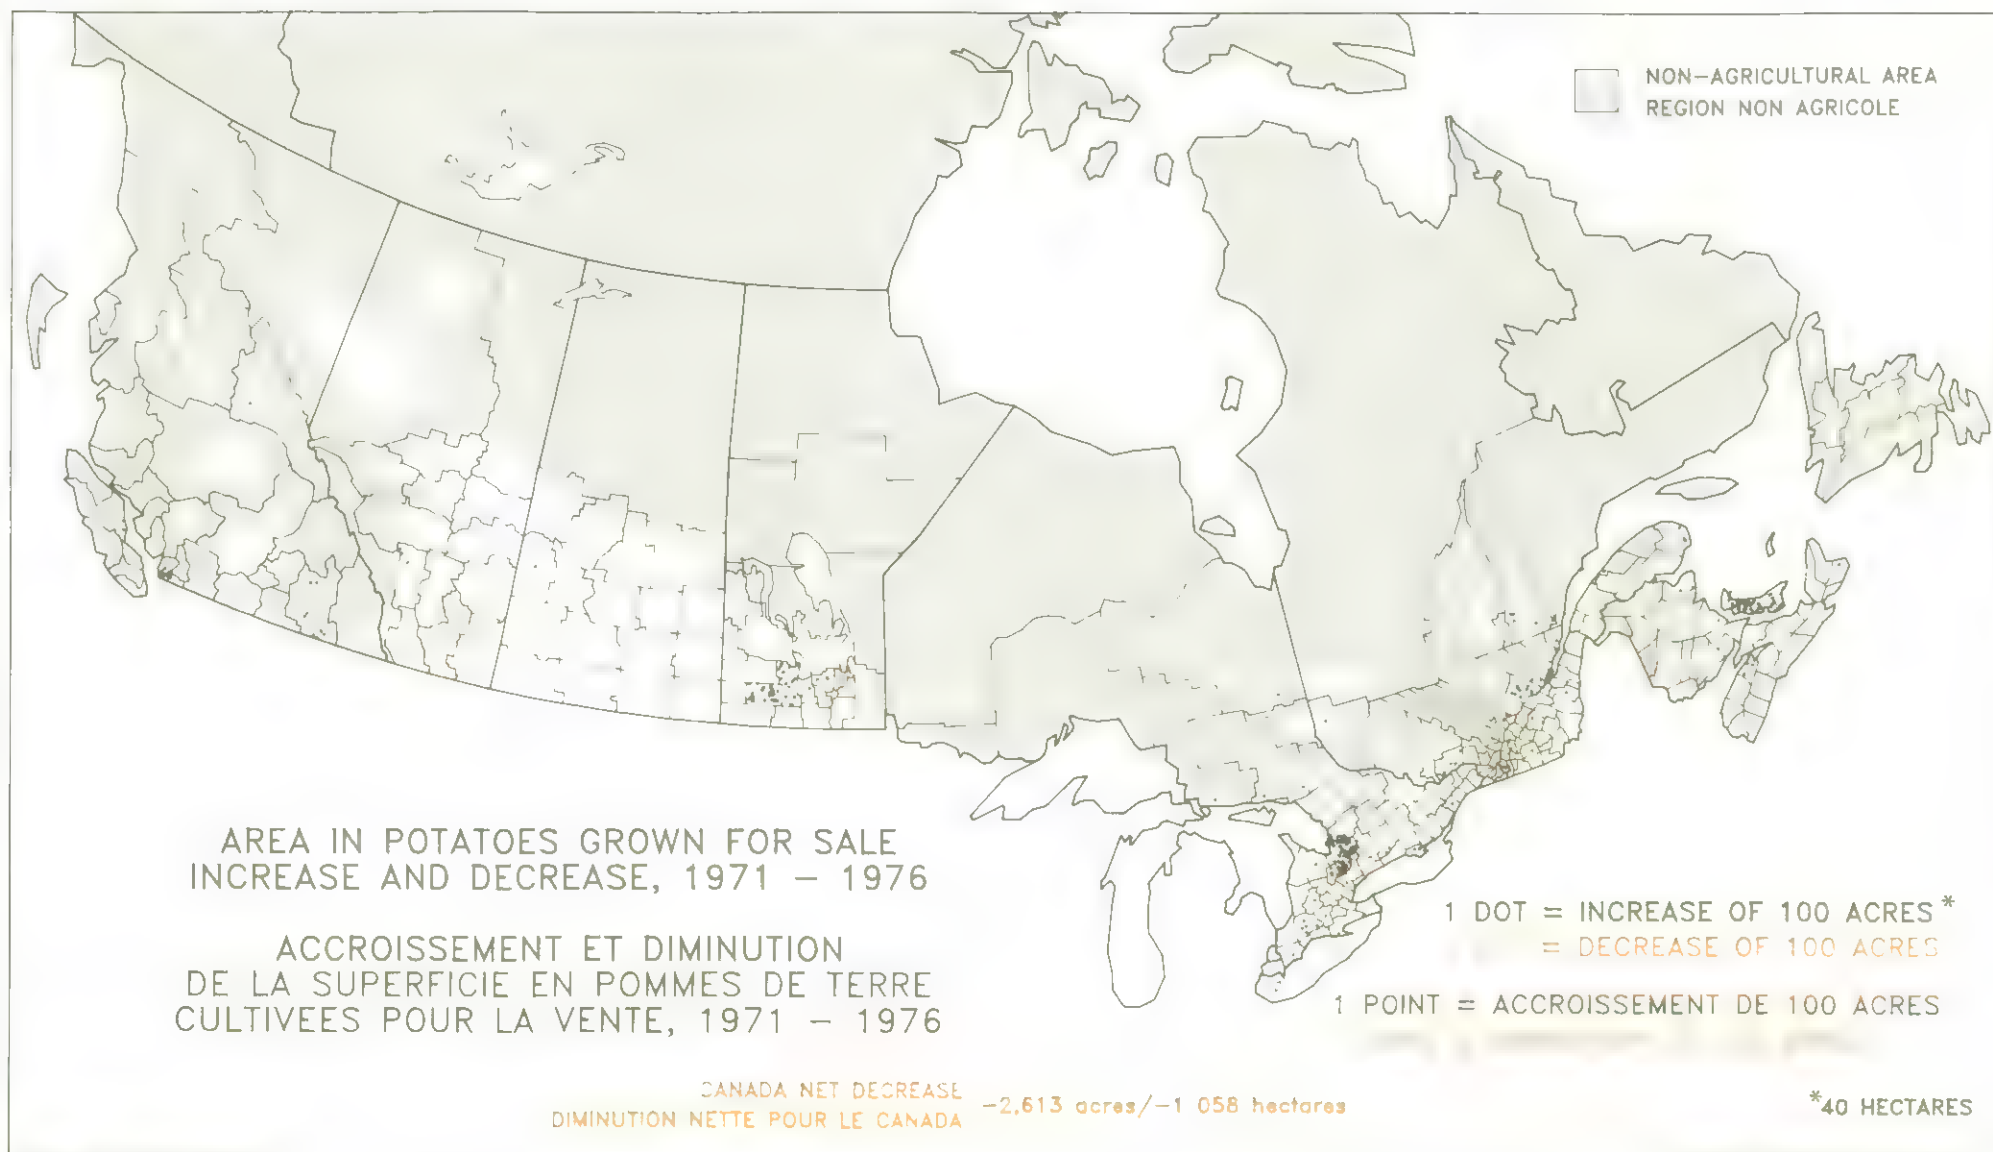 NON-AGRICULTURAL AREA
REGION NON AGRICOLE
AREA IN POTATOES GROWN FOR SALE
INCREASE AND DECREASE, 1971 – 1976
ACCROISSEMENT ET DIMINUTION
DE LA SUPERFICIE EN POMMES DE TERRE
CULTIVEES POUR LA VENTE, 1971 – 1976
1 DOT = INCREASE OF 100 ACRES*
= DECREASE OF 100 ACRES
1 POINT = ACCROISSEMENT DE 100 ACRES
CANADA NET DECREASE
DIMINUTION NETTE POUR LE CANADA
-2,613 acres/-1 058 hectares
*40 HECTARES